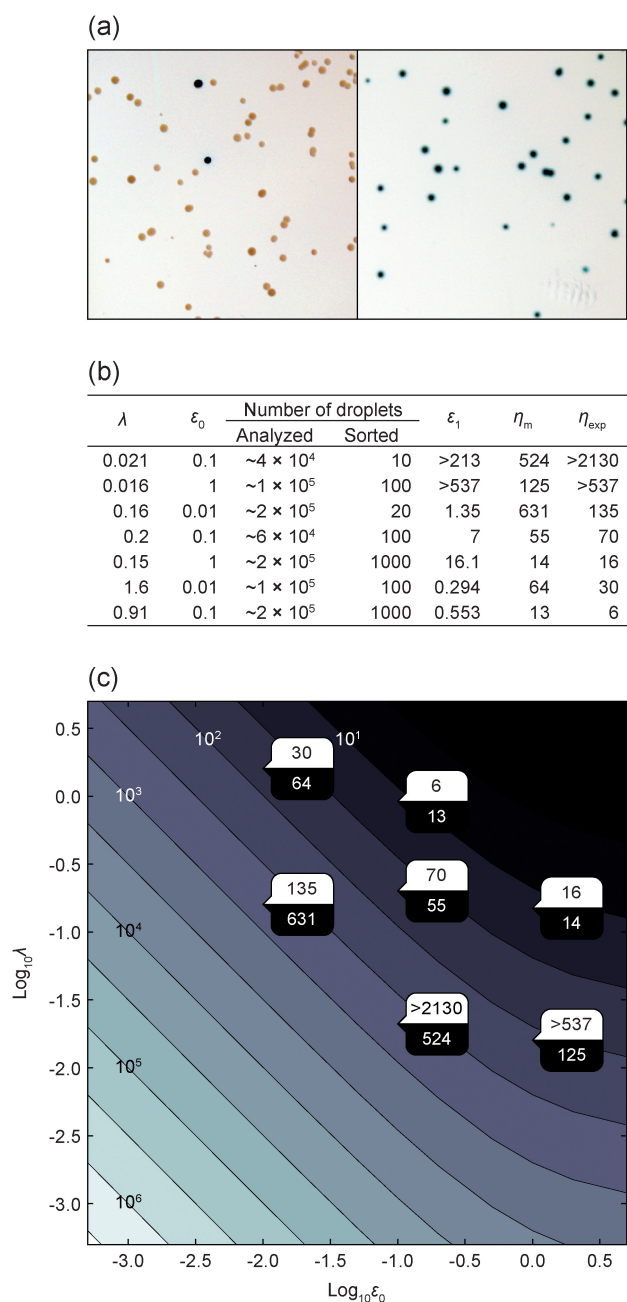 (a)
(b)
λ ε₀ Number of droplets ε₁ ηₘ ηexp
Analyzed Sorted
0.021 0.1 ~4 × 10⁴ 10 >213 524 >2130
0.016 1 ~1 × 10⁵ 100 >537 125 >537
0.16 0.01 ~2 × 10⁵ 20 1.35 631 135
0.2 0.1 ~6 × 10⁴ 100 7 55 70
0.15 1 ~2 × 10⁵ 1000 16.1 14 16
1.6 0.01 ~1 × 10⁵ 100 0.294 64 30
0.91 0.1 ~2 × 10⁵ 1000 0.553 13 6
(c)
0.5
0.0
-0.5
-1.0
-1.5
-2.0
-2.5
-3.0
Log₁₀λ
10² 10¹
10³
10⁴
10⁵
10⁶
30
64
6
13
135
631
70
55
16
14
>2130
524
>537
125
-3.0 -2.5 -2.0 -1.5 -1.0 -0.5 0.0 0.5
Log₁₀ε₀